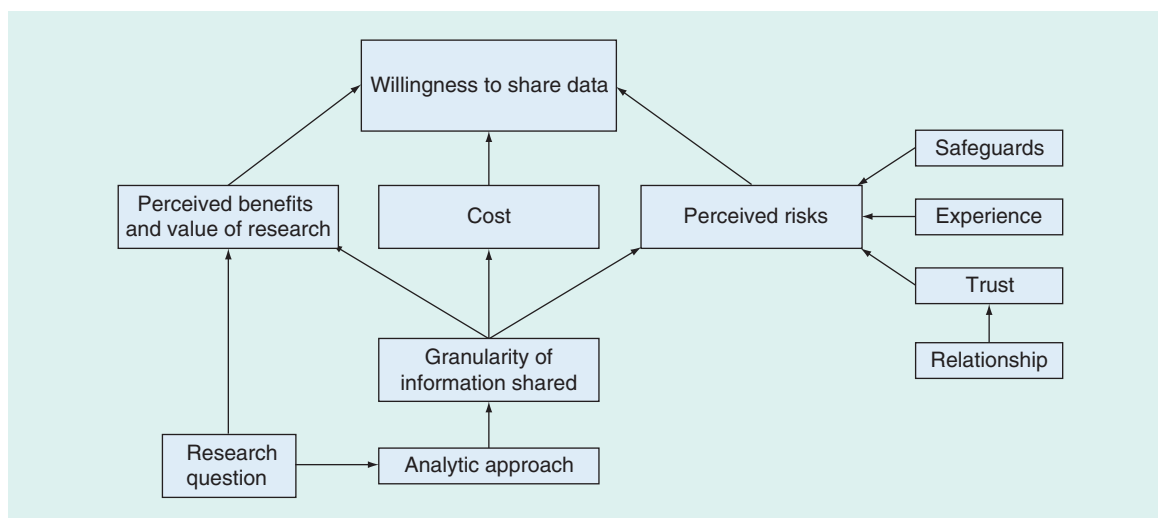 Willingness to share data
Safeguards
Perceived benefits
and value of research
Cost
Perceived risks
Experience
Trust
Granularity of
information shared
Relationship
Research
question
Analytic approach